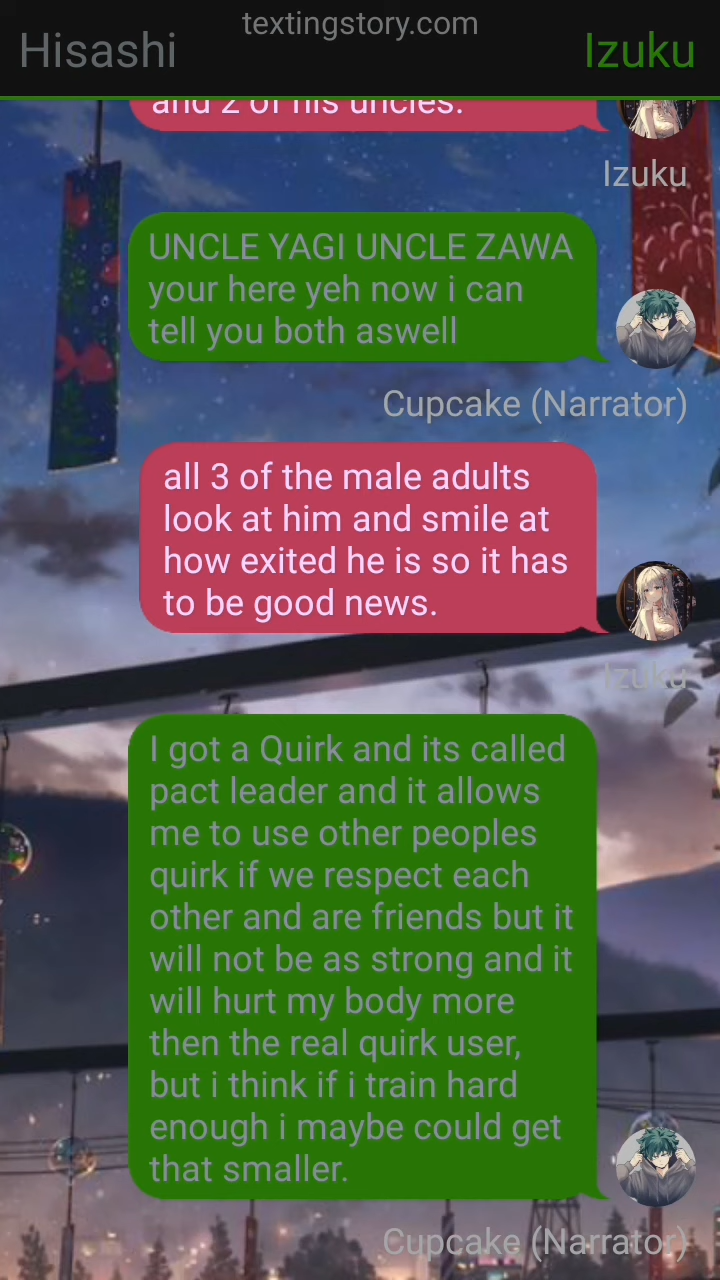 textingstory.com
Hisashi
Izuku
and 2 of his uncles.
Izuku
UNCLE YAGI UNCLE ZAWA
your here yeh now i can
tell you both aswell
Cupcake (Narrator)
all 3 of the male adults
look at him and smile at
how exited he is so it has
to be good news.
Izuku
I got a Quirk and its called
pact leader and it allows
me to use other peoples
quirk if we respect each
other and are friends but it
will not be as strong and it
will hurt my body more
then the real quirk user,
but i think if i train hard
enough i maybe could get
that smaller.
Cupcake (Narrator)